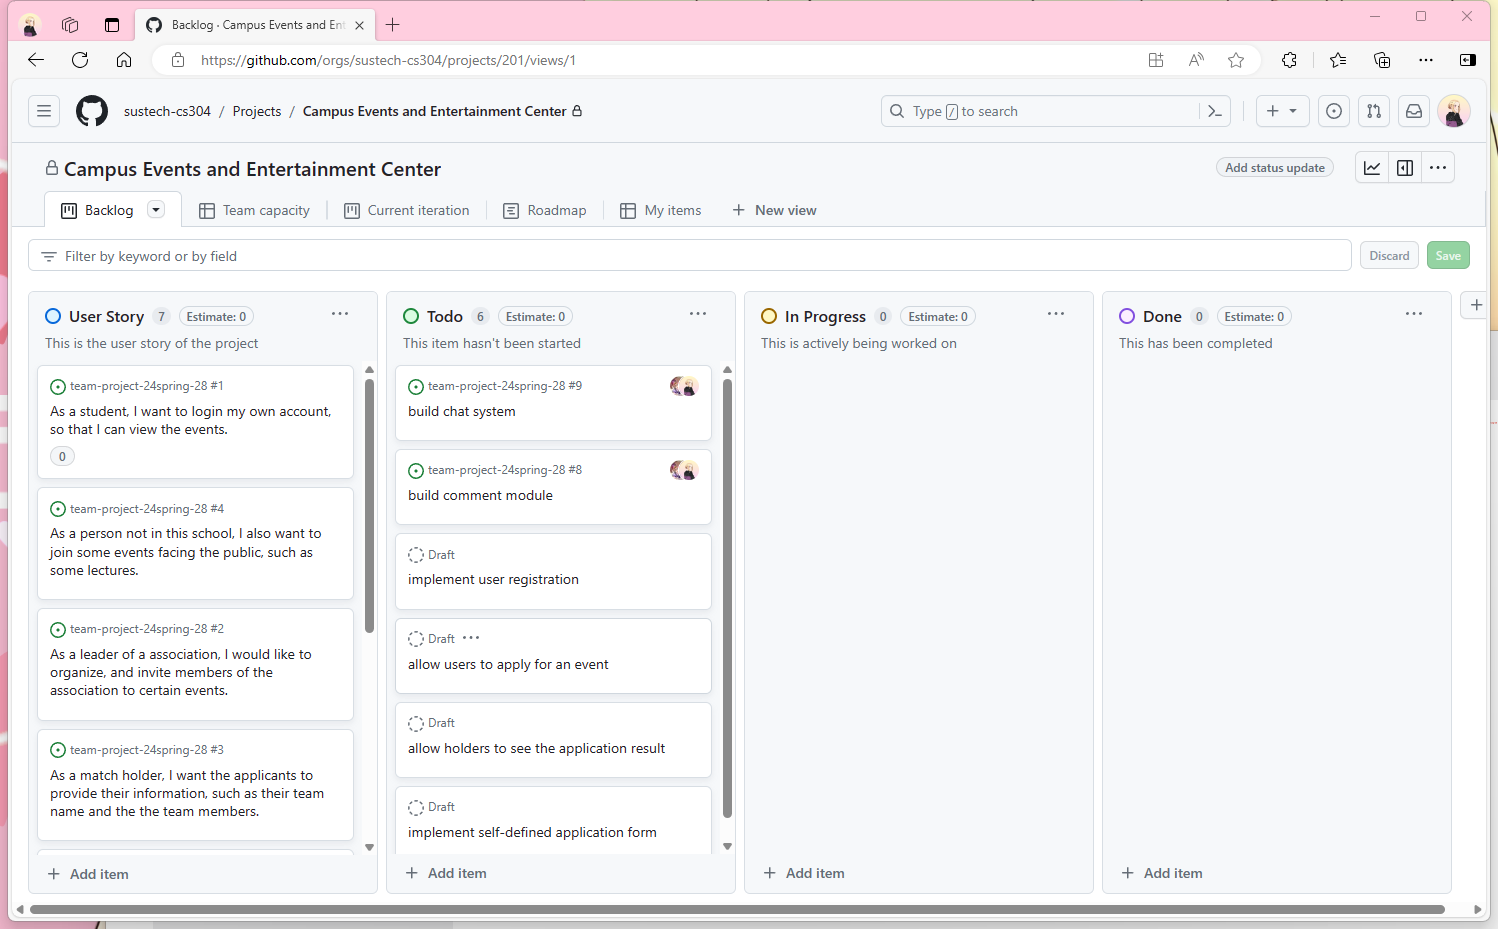 Backlog · Campus Events and Ent
https://github.com/orgs/sustech-cs304/projects/201/views/1
sustech-cs304 / Projects / Campus Events and Entertainment Center
Type / to search
Campus Events and Entertainment Center
Add status update
Backlog
Team capacity
Current iteration
Roadmap
My items
New view
Filter by keyword or by field
Discard
Save
User Story 7 Estimate: 0
This is the user story of the project
team-project-24spring-28 #1
As a student, I want to login my own account,
so that I can view the events.
0
team-project-24spring-28 #4
As a person not in this school, I also want to
join some events facing the public, such as
some lectures.
team-project-24spring-28 #2
As a leader of a association, I would like to
organize, and invite members of the
association to certain events.
team-project-24spring-28 #3
As a match holder, I want the applicants to
provide their information, such as their team
name and the the team members.
Add item
Todo 6 Estimate: 0
This item hasn't been started
team-project-24spring-28 #9
build chat system
team-project-24spring-28 #8
build comment module
Draft
implement user registration
Draft
allow users to apply for an event
Draft
allow holders to see the application result
Draft
implement self-defined application form
Add item
In Progress 0 Estimate: 0
This is actively being worked on
Add item
Done 0 Estimate: 0
This has been completed
Add item